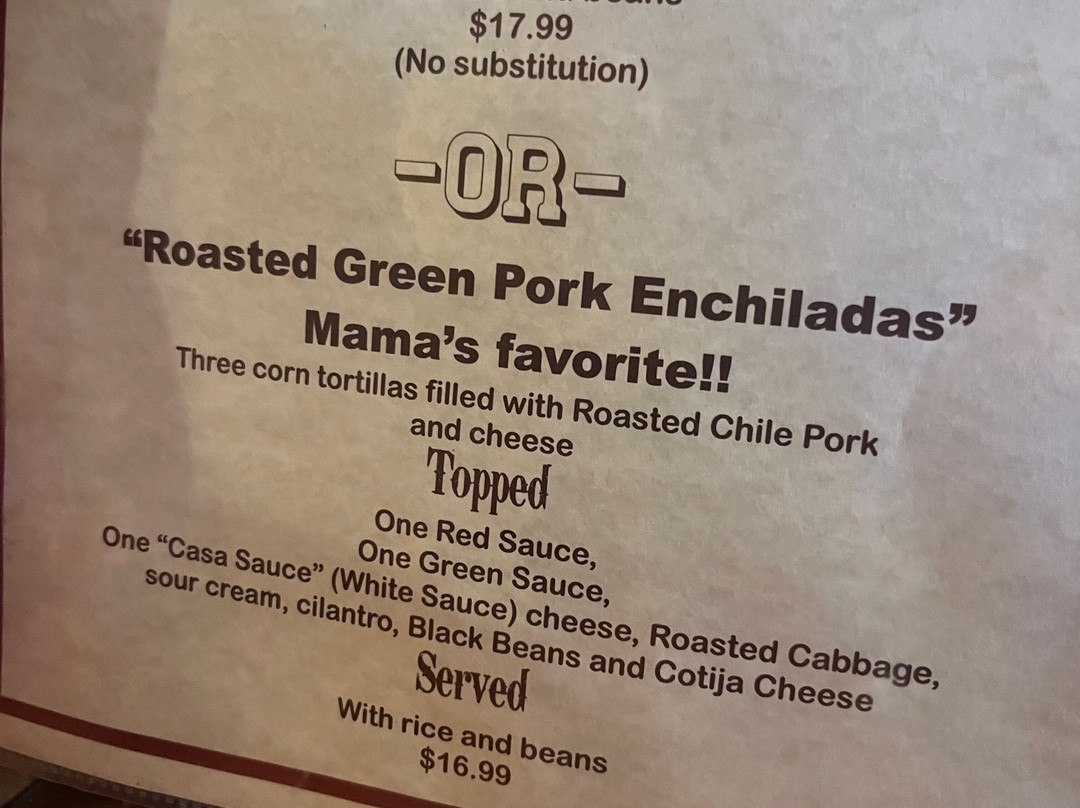 $17.99
(No substitution)
-OR-
“Roasted Green Pork Enchiladas”
Mama’s favorite!!
Three corn tortillas filled with Roasted Chile Pork
and cheese
Topped
One Red Sauce,
One Green Sauce,
One “Casa Sauce” (White Sauce) cheese, Roasted Cabbage,
sour cream, cilantro, Black Beans and Cotija Cheese
Served
With rice and beans
$16.99